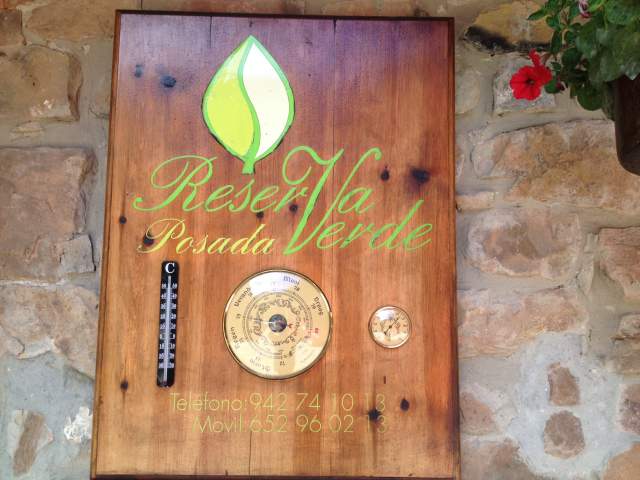 Reserva
Verde
Posada
C
Teléfono: 942 74 10 13
Movil: 652 96 02 13